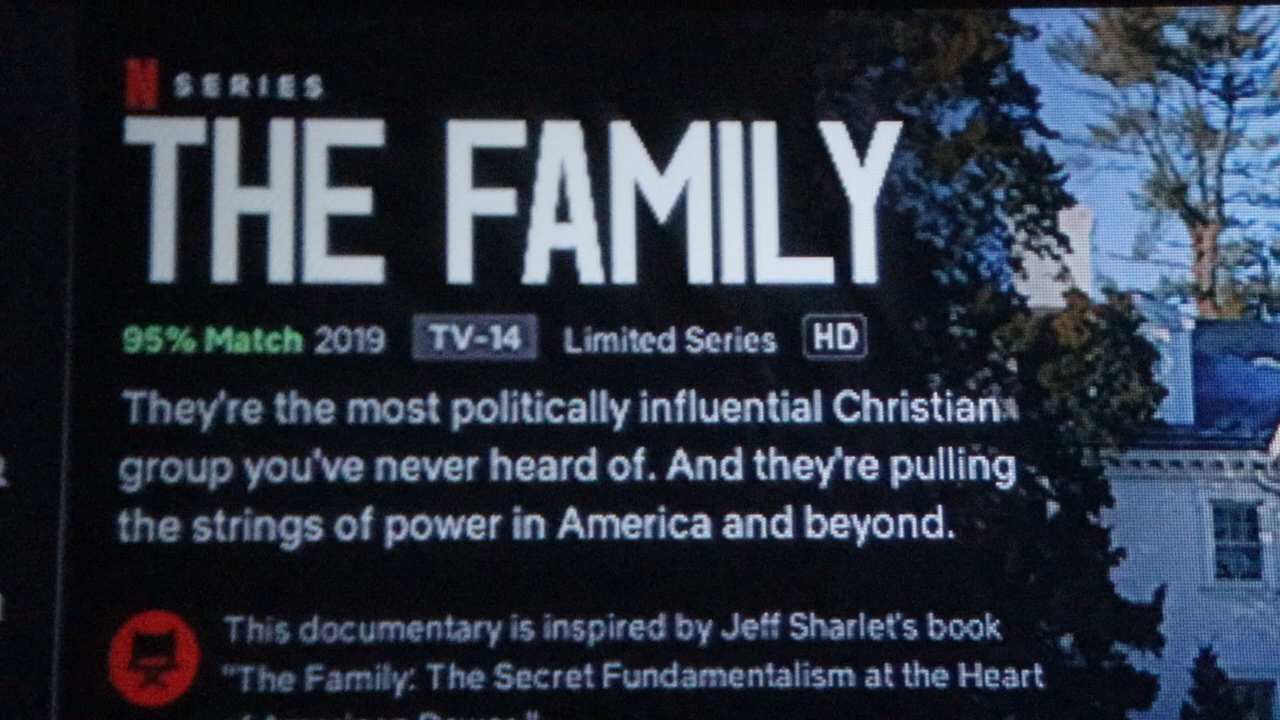 N SERIES
THE FAMILY
95% Match 2019 TV-14 Limited Series HD
They're the most politically influential Christian
group you've never heard of. And they're pulling
the strings of power in America and beyond.
This documentary is inspired by Jeff Sharlet's book
"The Family: The Secret Fundamentalism at the Heart